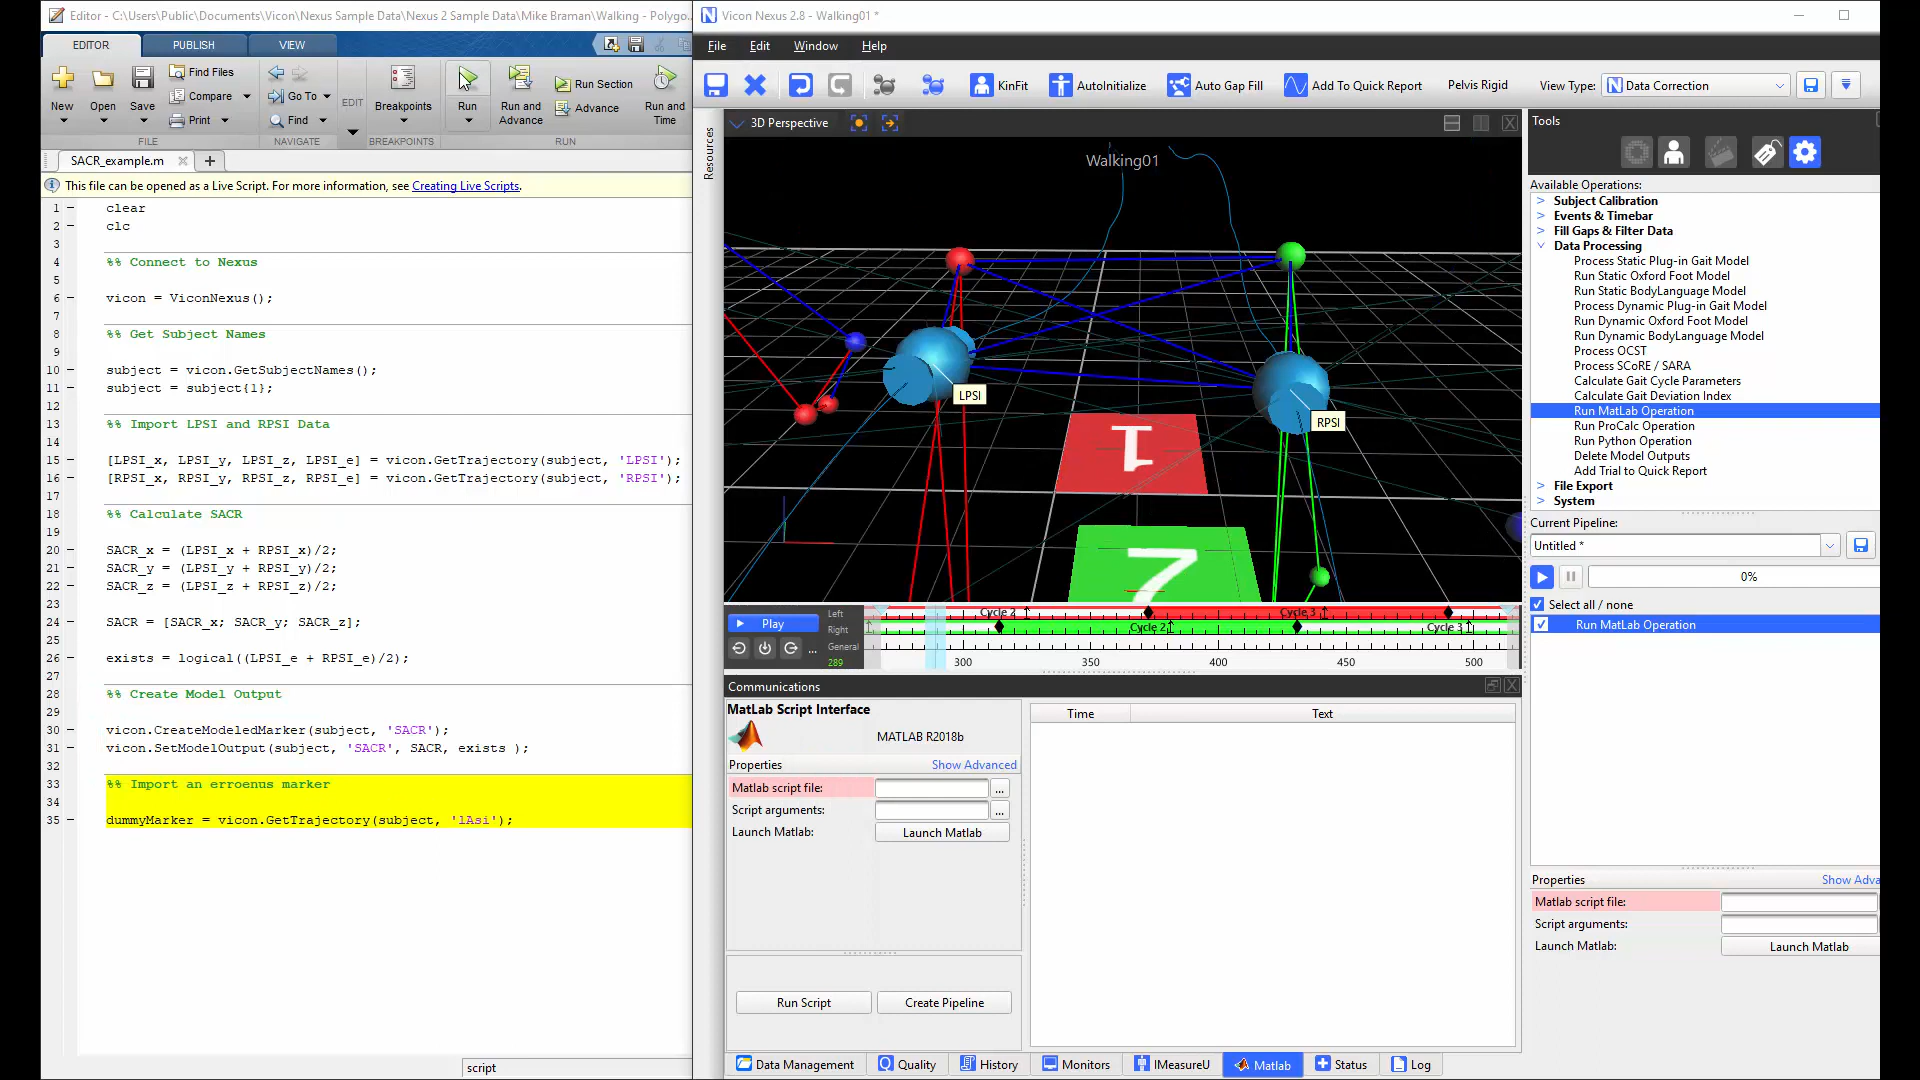 Editor - C:\Users\Public\Documents\Vicon\Nexus Sample Data\Nexus 2 Sample Data\Mike Braman\Walking - Polygo...
EDITOR PUBLISH VIEW
New Open Save Find Files Compare Print
Go To Find
EDIT
Breakpoints
Run Run and Advance Run Section Advance Run and Time
FILE NAVIGATE BREAKPOINTS RUN
SACR_example.m
This file can be opened as a Live Script. For more information, see Creating Live Scripts.
1 clear
2 clc
3
4 %% Connect to Nexus
5
6 vicon = ViconNexus();
7
8 %% Get Subject Names
9
10 subject = vicon.GetSubjectNames();
11 subject = subject{1};
12
13 %% Import LPSI and RPSI Data
14
15 [LPSI_x, LPSI_y, LPSI_z, LPSI_e] = vicon.GetTrajectory(subject, 'LPSI');
16 [RPSI_x, RPSI_y, RPSI_z, RPSI_e] = vicon.GetTrajectory(subject, 'RPSI');
17
18 %% Calculate SACR
19
20 SACR_x = (LPSI_x + RPSI_x)/2;
21 SACR_y = (LPSI_y + RPSI_y)/2;
22 SACR_z = (LPSI_z + RPSI_z)/2;
23
24 SACR = [SACR_x; SACR_y; SACR_z];
25
26 exists = logical((LPSI_e + RPSI_e)/2);
27
28 %% Create Model Output
29
30 vicon.CreateModeledMarker(subject, 'SACR');
31 vicon.SetModelOutput(subject, 'SACR', SACR, exists );
32
33 %% Import an erroenus marker
34
35 dummyMarker = vicon.GetTrajectory(subject, 'lAsi');
script
Vicon Nexus 2.8 - Walking01 *
File Edit Window Help
KinFit AutoInitialize Auto Gap Fill Add To Quick Report Pelvis Rigid View Type: Data Correction
Resources
3D Perspective
Walking01
LPSI
RPSI
1
7
Play
Left
Right
General
289
Cycle 2 Cycle 3
Cycle 2 Cycle 3
300 350 400 450 500
Communications
MatLab Script Interface
MATLAB R2018b
Properties Show Advanced
Matlab script file: ...
Script arguments: ...
Launch Matlab: Launch Matlab
Run Script Create Pipeline
Time Text
Data Management Quality History Monitors IMeasureU Matlab Status Log
Tools
Available Operations:
Subject Calibration
Events & Timebar
Fill Gaps & Filter Data
Data Processing
Process Static Plug-in Gait Model
Run Static Oxford Foot Model
Run Static BodyLanguage Model
Process Dynamic Plug-in Gait Model
Run Dynamic Oxford Foot Model
Run Dynamic BodyLanguage Model
Process OCST
Process SCoRE / SARA
Calculate Gait Cycle Parameters
Calculate Gait Deviation Index
Run MatLab Operation
Run ProCalc Operation
Run Python Operation
Delete Model Outputs
Add Trial to Quick Report
File Export
System
Current Pipeline:
Untitled *
0%
Select all / none
Run MatLab Operation
Properties Show Adva
Matlab script file:
Script arguments:
Launch Matlab: Launch Matlab